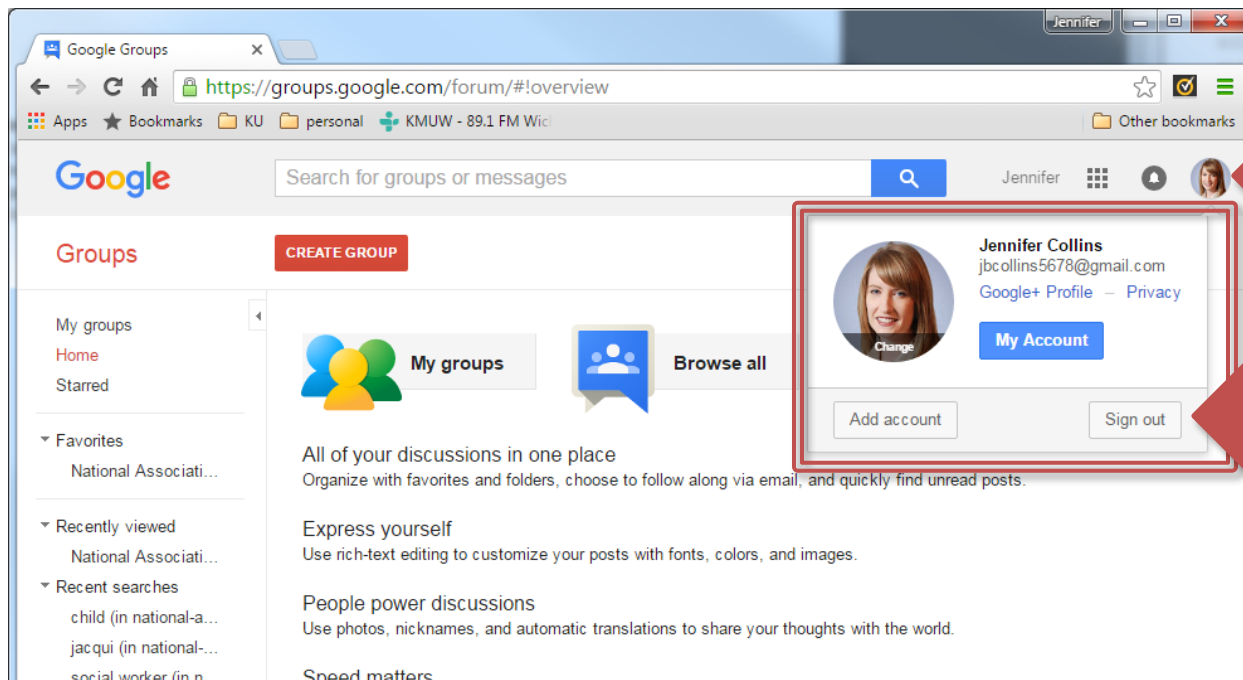 Jennifer
Google Groups
https://groups.google.com/forum/#!overview
Apps Bookmarks KU personal KMUW - 89.1 FM Wic
Other bookmarks
Google
Search for groups or messages
Jennifer
Groups
CREATE GROUP
Jennifer Collins
jbcollins5678@gmail.com
Google+ Profile – Privacy
Change
My Account
Add account
Sign out
My groups
Home
Starred
Favorites
National Associati...
Recently viewed
National Associati...
Recent searches
child (in national-a...
jacqui (in national-...
social worker (in n...
My groups
Browse all
All of your discussions in one place
Organize with favorites and folders, choose to follow along via email, and quickly find unread posts.
Express yourself
Use rich-text editing to customize your posts with fonts, colors, and images.
People power discussions
Use photos, nicknames, and automatic translations to share your thoughts with the world.
Speed matters